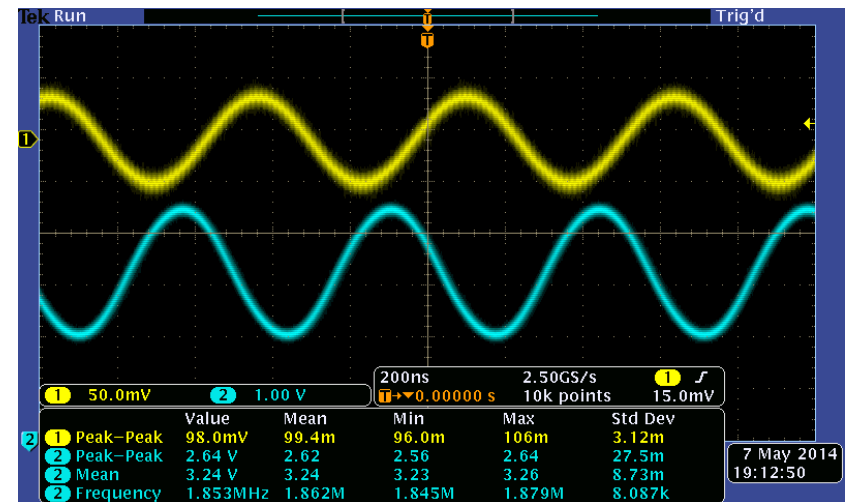 Tek Run Trig'd
T
T
1
200ns 2.50GS/s 1
1 50.0mV 2 1.00 V T→▼0.00000 s 10k points 15.0mV
Value Mean Min Max Std Dev
1 Peak−Peak 98.0mV 99.4m 96.0m 106m 3.12m
2
2 Peak−Peak 2.64 V 2.62 2.56 2.64 27.5m
2 Mean 3.24 V 3.24 3.23 3.26 8.73m
2 Frequency 1.853MHz 1.862M 1.845M 1.879M 8.087k
7 May 2014
19:12:50